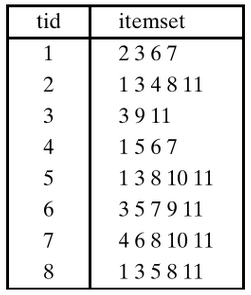 tid itemset
1 2 3 6 7
2 1 3 4 8 11
3 3 9 11
4 1 5 6 7
5 1 3 8 10 11
6 3 5 7 9 11
7 4 6 8 10 11
8 1 3 5 8 11